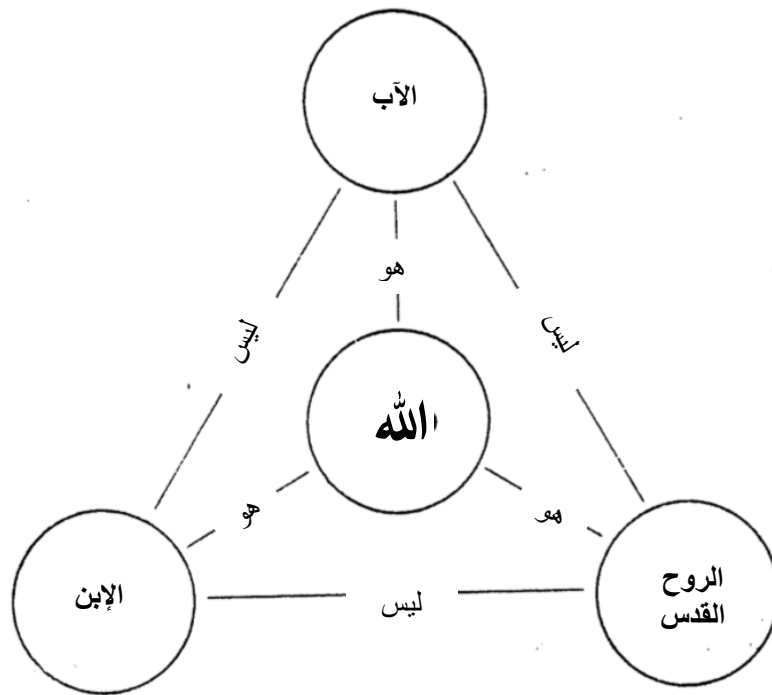 الآب
هو
ليس
ليس
الله
هو
هو
الإبن
ليس
الروح
القدس